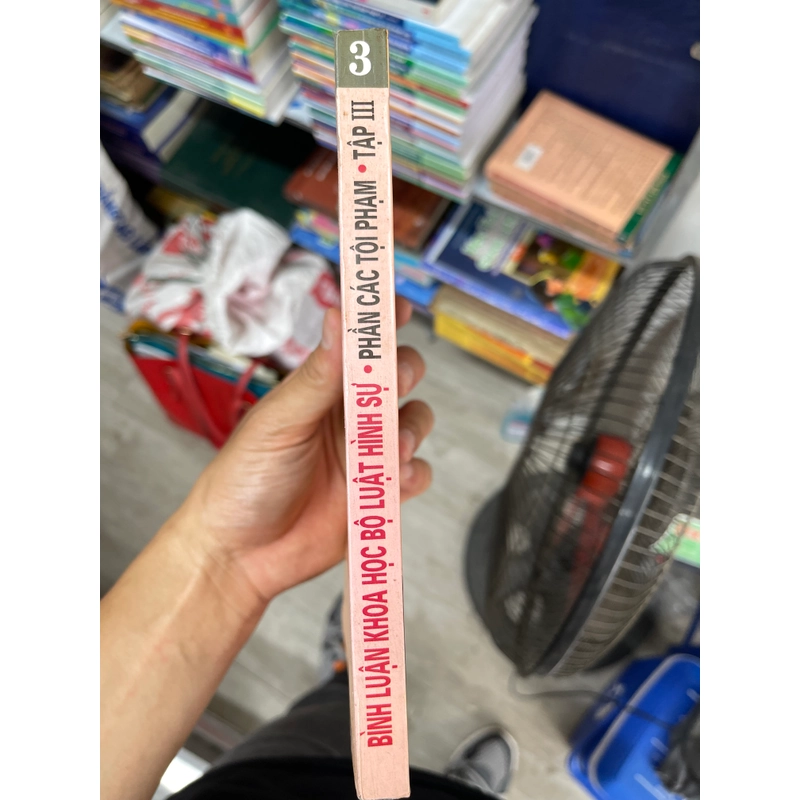 3
BÌNH LUẬN KHOA HỌC BỘ LUẬT HÌNH SỰ • PHẦN CÁC TỘI PHẠM • TẬP III